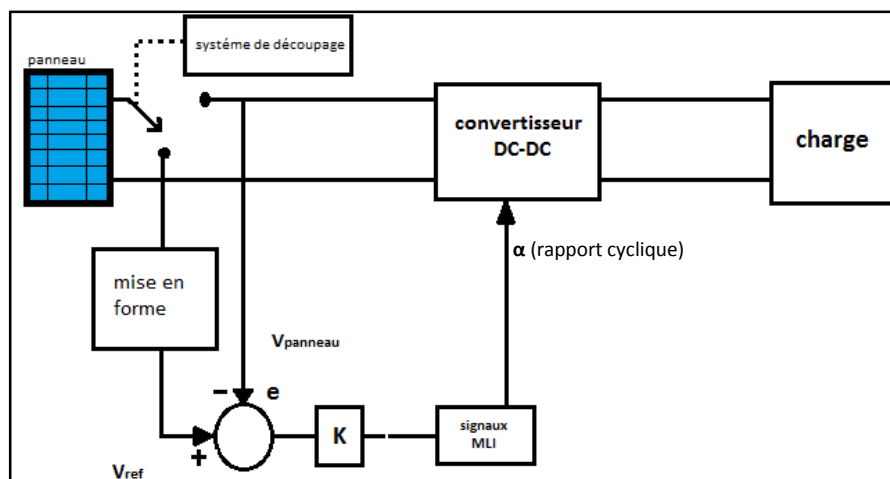 systéme de découpage
panneau
convertisseur
DC-DC
charge
α (rapport cyclique)
mise en
forme
Vpanneau
− e
K
signaux
MLI
+
Vref